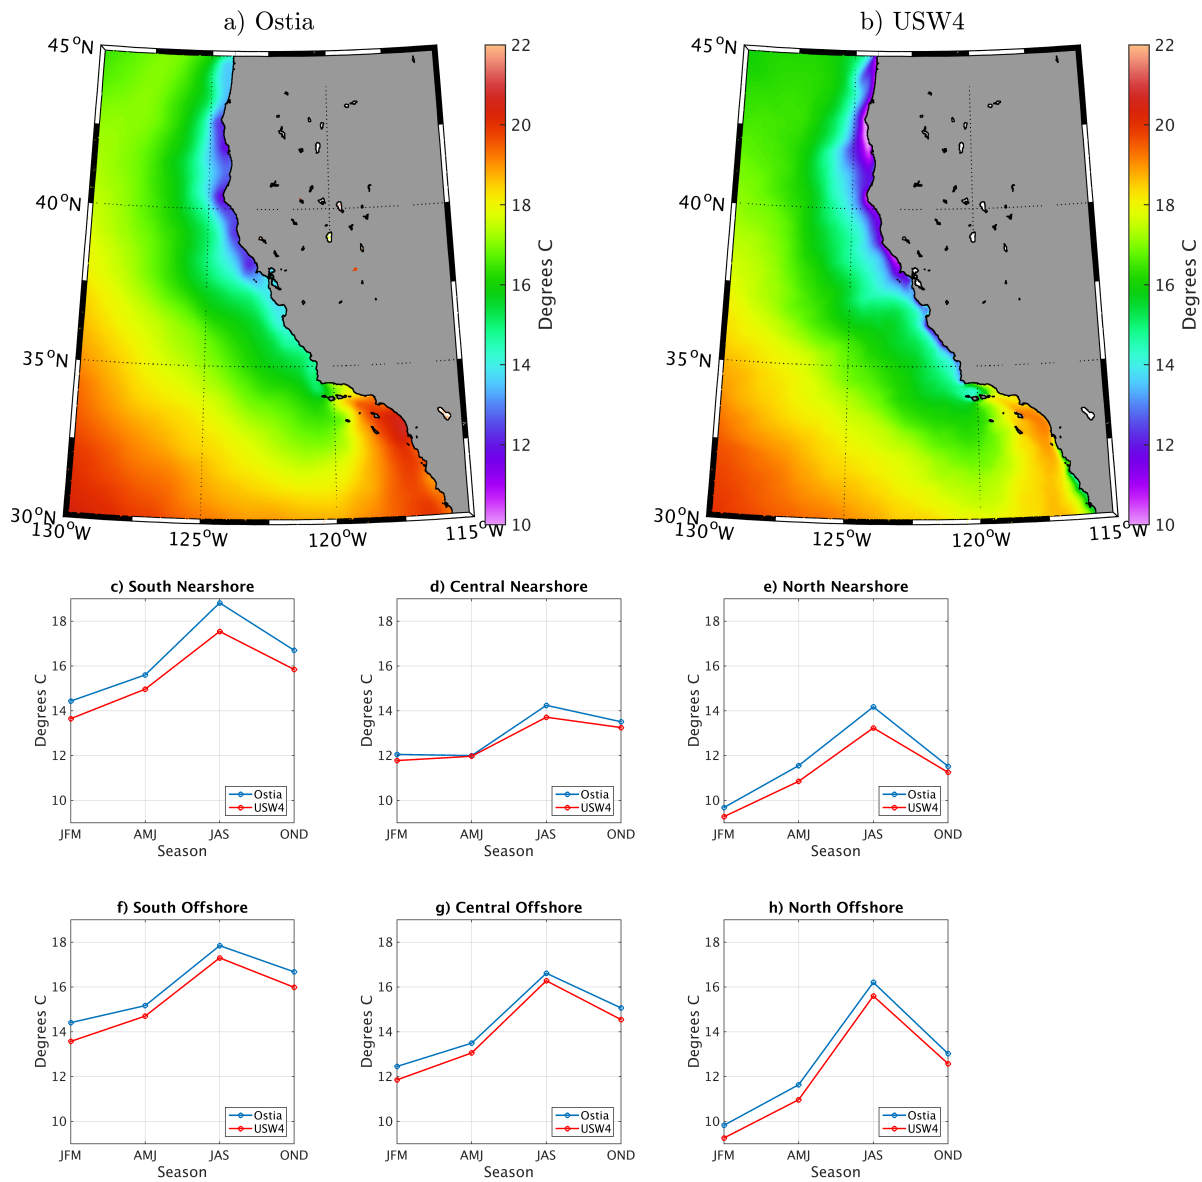 a) Ostia
b) USW4
45°N
40°N
35°N
30°N
130°W
125°W
120°W
115°W
22
20
18
16
14
12
10
Degrees C
45°N
40°N
35°N
30°N
130°W
125°W
120°W
115°W
22
20
18
16
14
12
10
Degrees C
c) South Nearshore
18
16
14
12
10
Degrees C
JFM AMJ JAS OND
Season
Ostia
USW4
d) Central Nearshore
18
16
14
12
10
Degrees C
JFM AMJ JAS OND
Season
Ostia
USW4
e) North Nearshore
18
16
14
12
10
Degrees C
JFM AMJ JAS OND
Season
Ostia
USW4
f) South Offshore
18
16
14
12
10
Degrees C
JFM AMJ JAS OND
Season
Ostia
USW4
g) Central Offshore
18
16
14
12
10
Degrees C
JFM AMJ JAS OND
Season
Ostia
USW4
h) North Offshore
18
16
14
12
10
Degrees C
JFM AMJ JAS OND
Season
Ostia
USW4